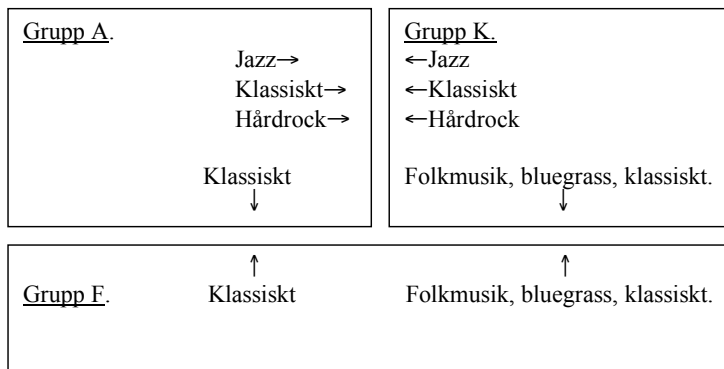 Grupp A.
Jazz→
Klassiskt→
Hårdrock→
Klassiskt
↓
Grupp K.
←Jazz
←Klassiskt
←Hårdrock
Folkmusik, bluegrass, klassiskt.
↓
↑ ↑
Grupp F. Klassiskt Folkmusik, bluegrass, klassiskt.